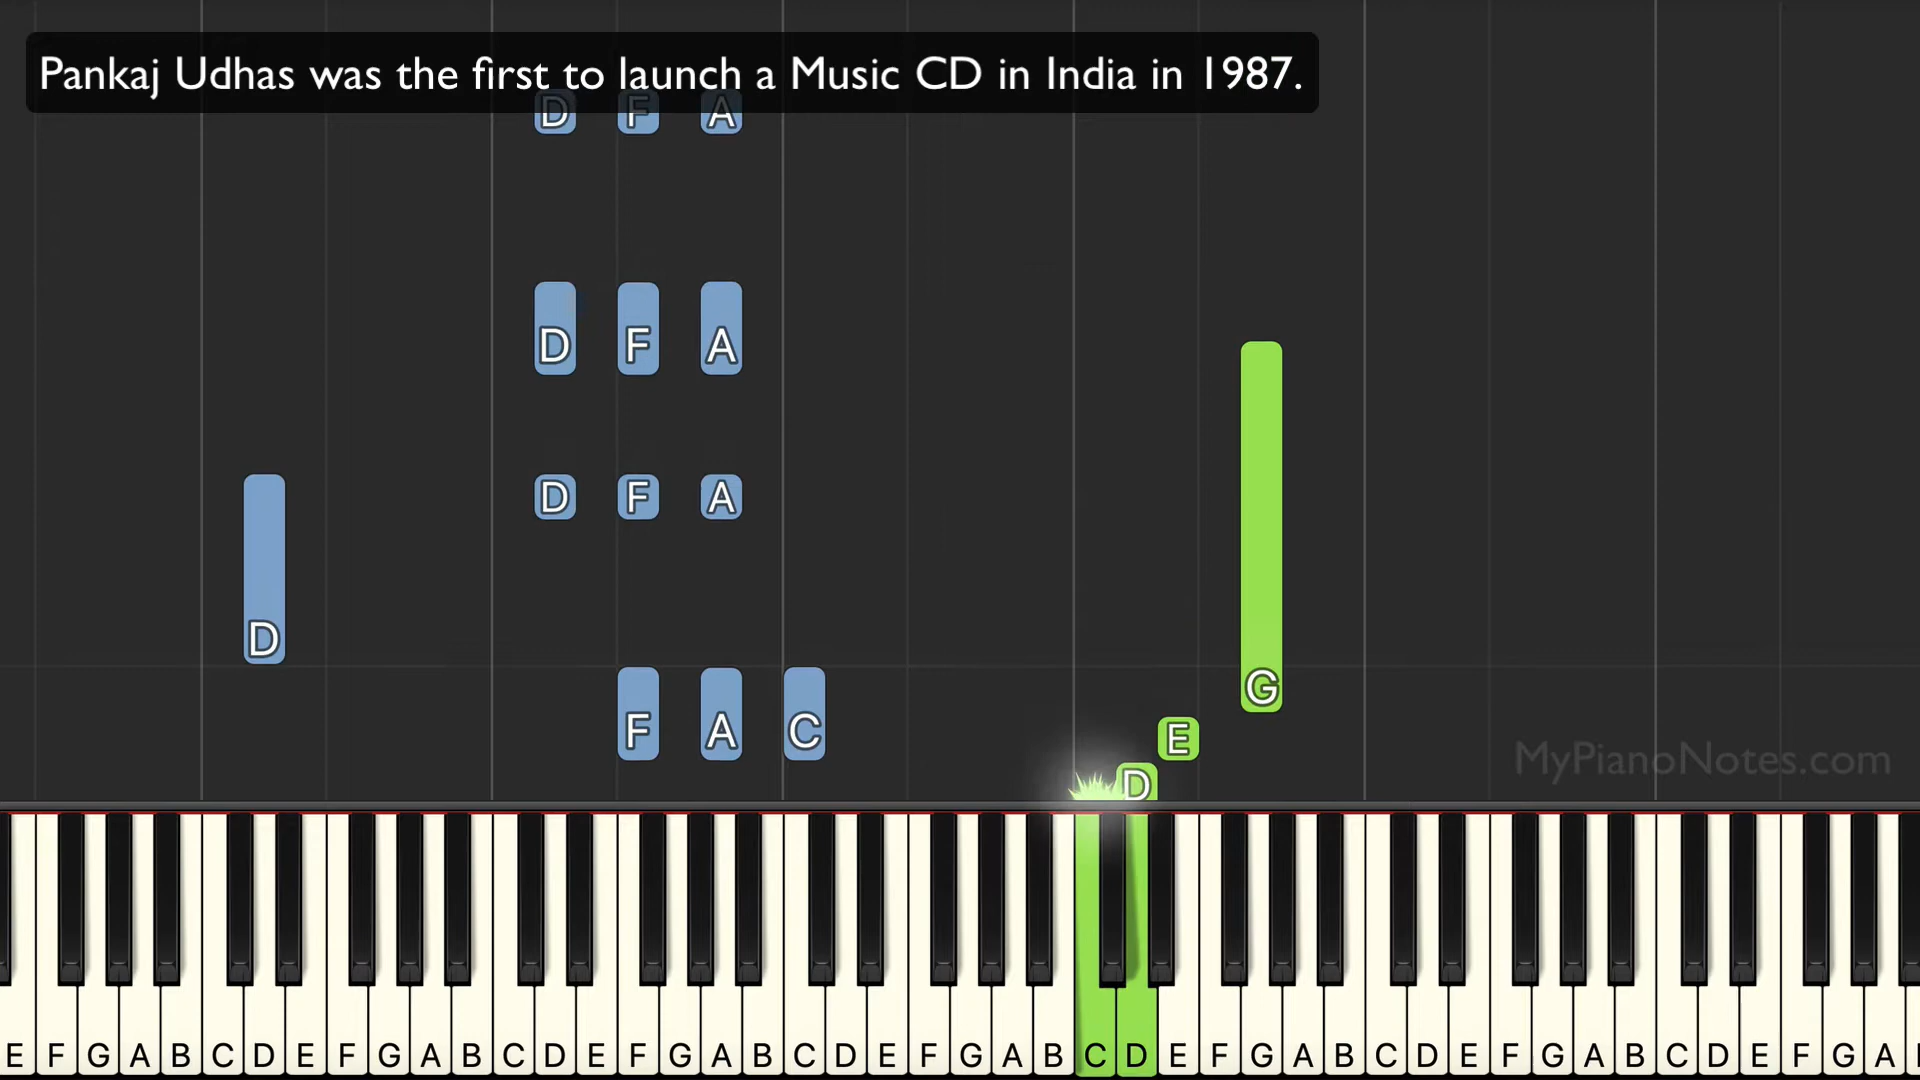 Pankaj Udhas was the first to launch a Music CD in India in 1987.
D F A
D F A
D F A
D
G
F A C
E
MyPianoNotes.com
D
E F G A B C D E F G A B C D E F G A B C D E F G A B C D E F G A B C D E F G A B C D E F G A